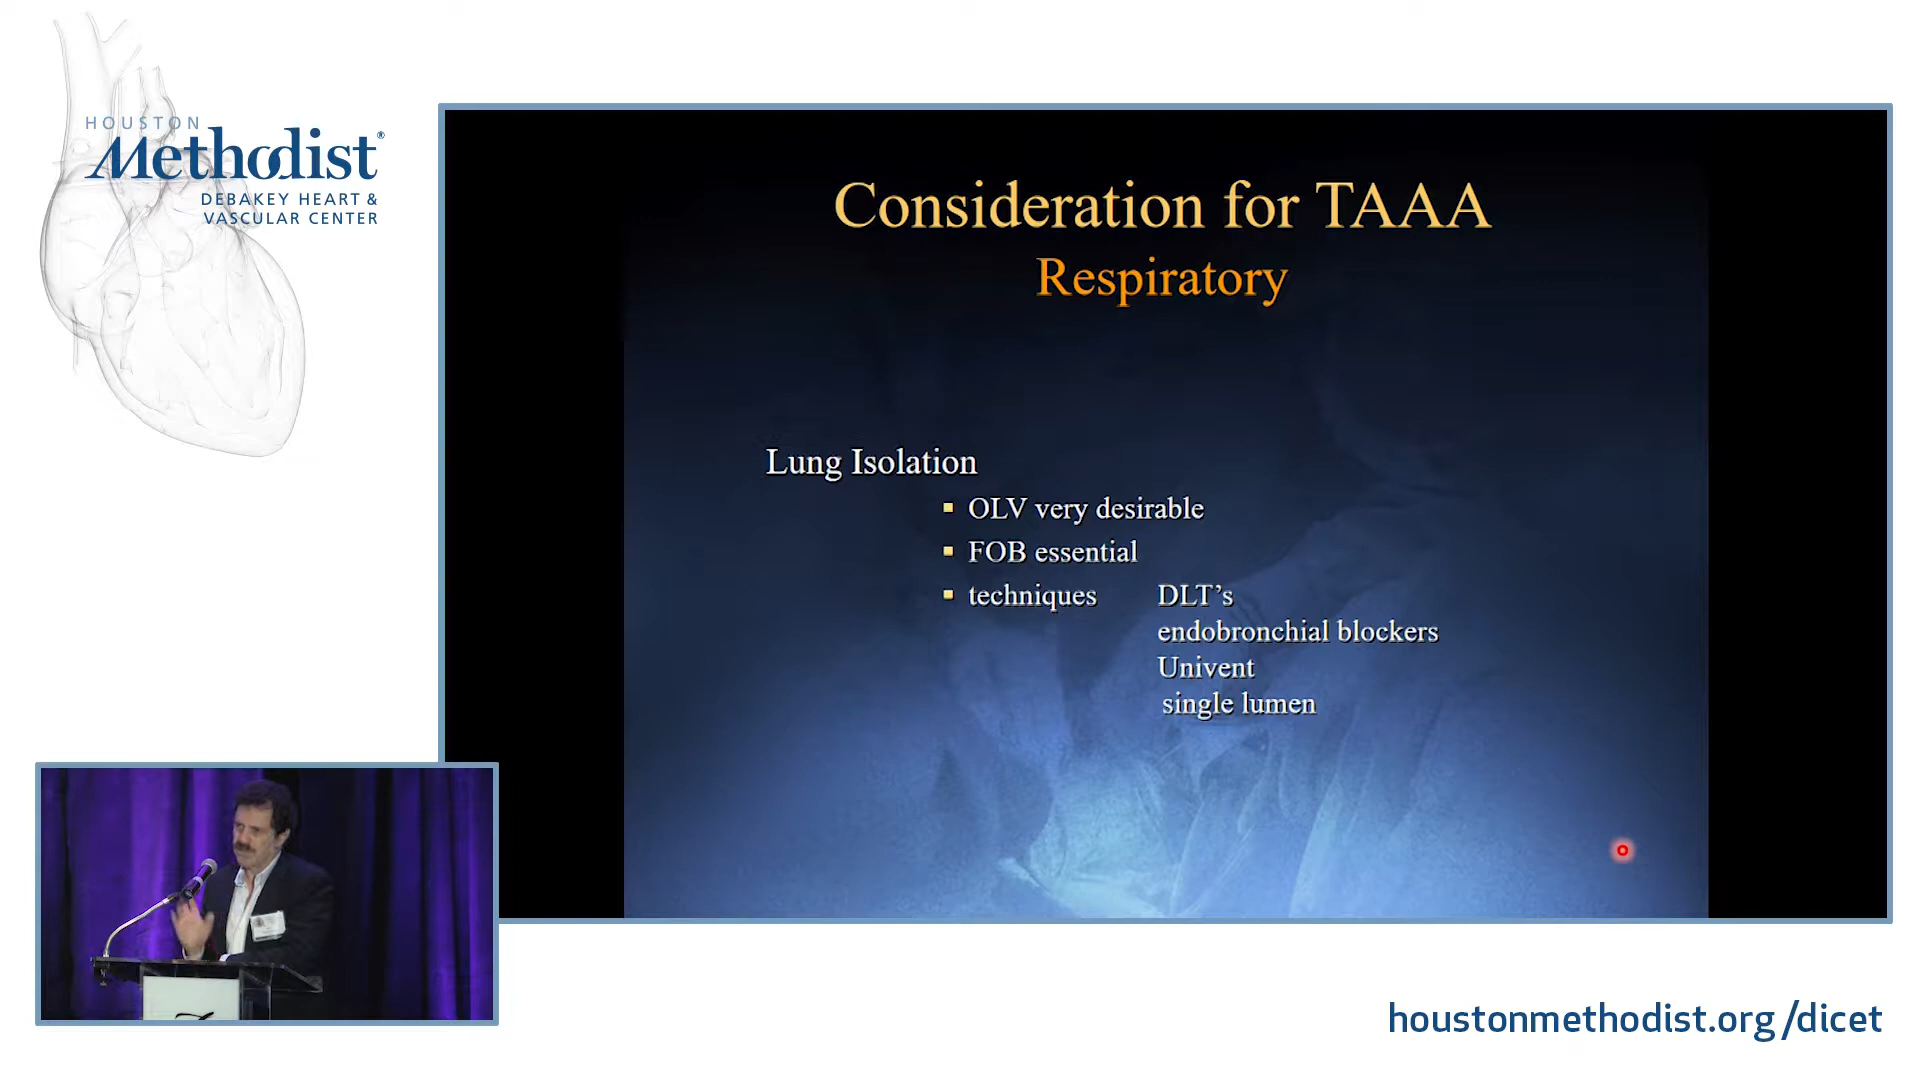 HOUSTON
Methodist®
DEBAKEY HEART &
VASCULAR CENTER
Consideration for TAAA
Respiratory
Lung Isolation
▪ OLV very desirable
▪ FOB essential
▪ techniques DLT’s
endobronchial blockers
Univent
single lumen
houstonmethodist.org/dicet